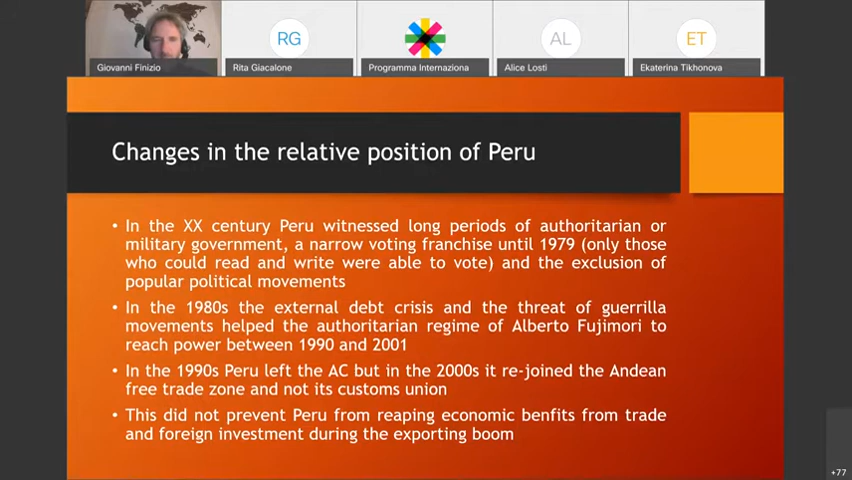 RG
AL
ET
Giovanni Finizio
Rita Giacalone
Programma Internaziona
Alice Losti
Ekaterina Tikhonova
Changes in the relative position of Peru
• In the XX century Peru witnessed long periods of authoritarian or
military government, a narrow voting franchise until 1979 (only those
who could read and write were able to vote) and the exclusion of
popular political movements
• In the 1980s the external debt crisis and the threat of guerrilla
movements helped the authoritarian regime of Alberto Fujimori to
reach power between 1990 and 2001
• In the 1990s Peru left the AC but in the 2000s it re-joined the Andean
free trade zone and not its customs union
• This did not prevent Peru from reaping economic benfits from trade
and foreign investment during the exporting boom
+77